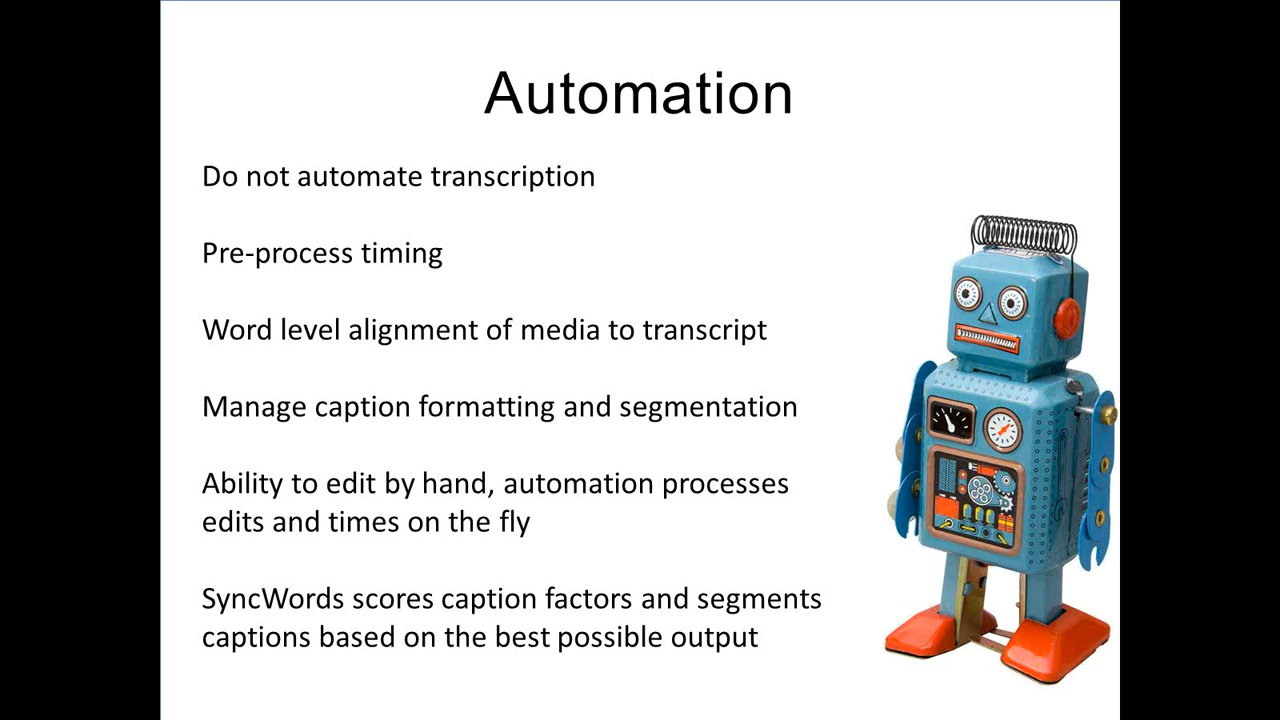 Automation
Do not automate transcription
Pre-process timing
Word level alignment of media to transcript
Manage caption formatting and segmentation
Ability to edit by hand, automation processes
edits and times on the fly
SyncWords scores caption factors and segments
captions based on the best possible output